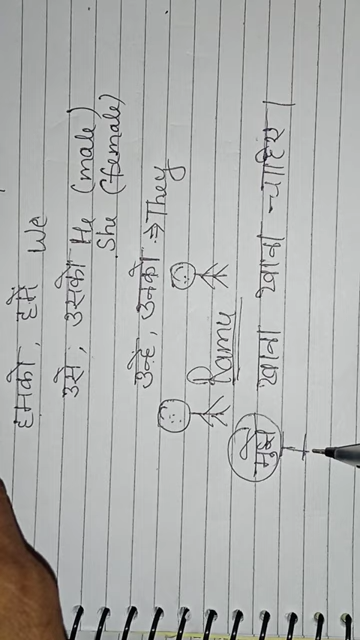 हमको, हमें We
उसे, उसको He (male)
She (female)
उन्हे, उनको ⇒ They
Ramu
मुझे खाना खाना चाहिए।
I